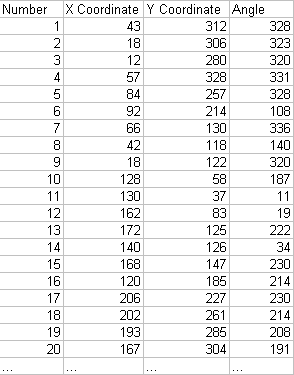 Number X Coordinate Y Coordinate Angle
1 43 312 328
2 18 306 323
3 12 280 320
4 57 328 331
5 84 257 328
6 92 214 108
7 66 130 336
8 42 118 140
9 18 122 320
10 128 58 187
11 130 37 11
12 162 83 19
13 172 125 222
14 140 126 34
15 168 147 230
16 120 185 214
17 206 227 230
18 202 261 214
19 193 285 208
20 167 304 191
... ... ... ...